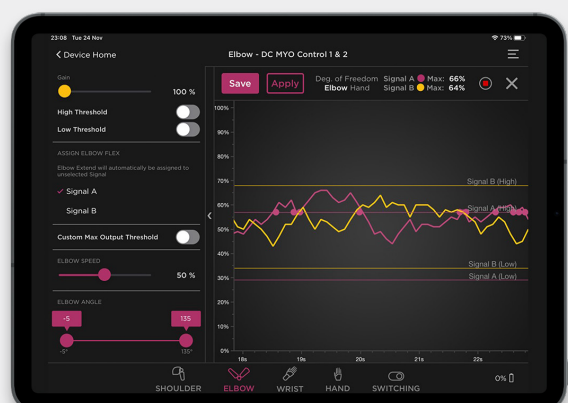 23:08 Tue 24 Nov
73%
Device Home
Elbow - DC MYO Control 1 & 2
Gain
100 %
High Threshold
Low Threshold
ASSIGN ELBOW FLEX
Elbow Extend will automatically be assigned to
unselected Signal
Signal A
Signal B
Custom Max Output Threshold
ELBOW SPEED
50 %
ELBOW ANGLE
-5
135
-5°
135°
Save
Apply
Deg. of Freedom Signal A Max: 66%
Elbow Hand Signal B Max: 64%
100%
90%
80%
70%
60%
50%
40%
30%
20%
10%
0%
Signal B (High)
Signal A (High)
Signal B (Low)
Signal A (Low)
18s
19s
20s
21s
22s
SHOULDER
ELBOW
WRIST
HAND
SWITCHING
0%